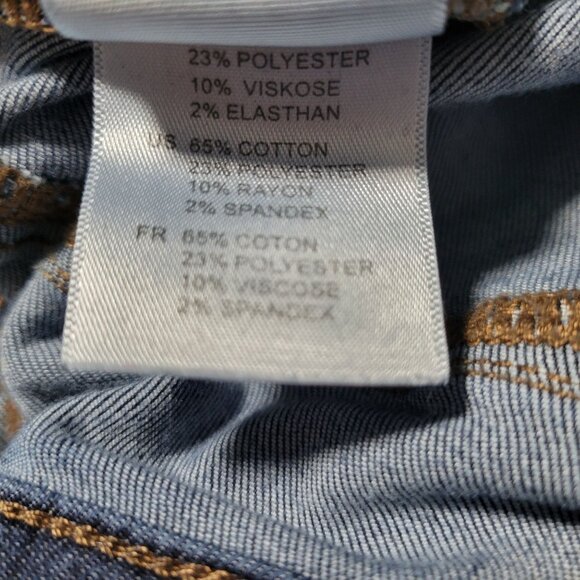 23% POLYESTER
10% VISKOSE
2% ELASTHAN
US 65% COTTON
23% POLYESTER
10% RAYON
2% SPANDEX
FR 65% COTON
23% POLYESTER
10% VISCOSE
2% SPANDEX